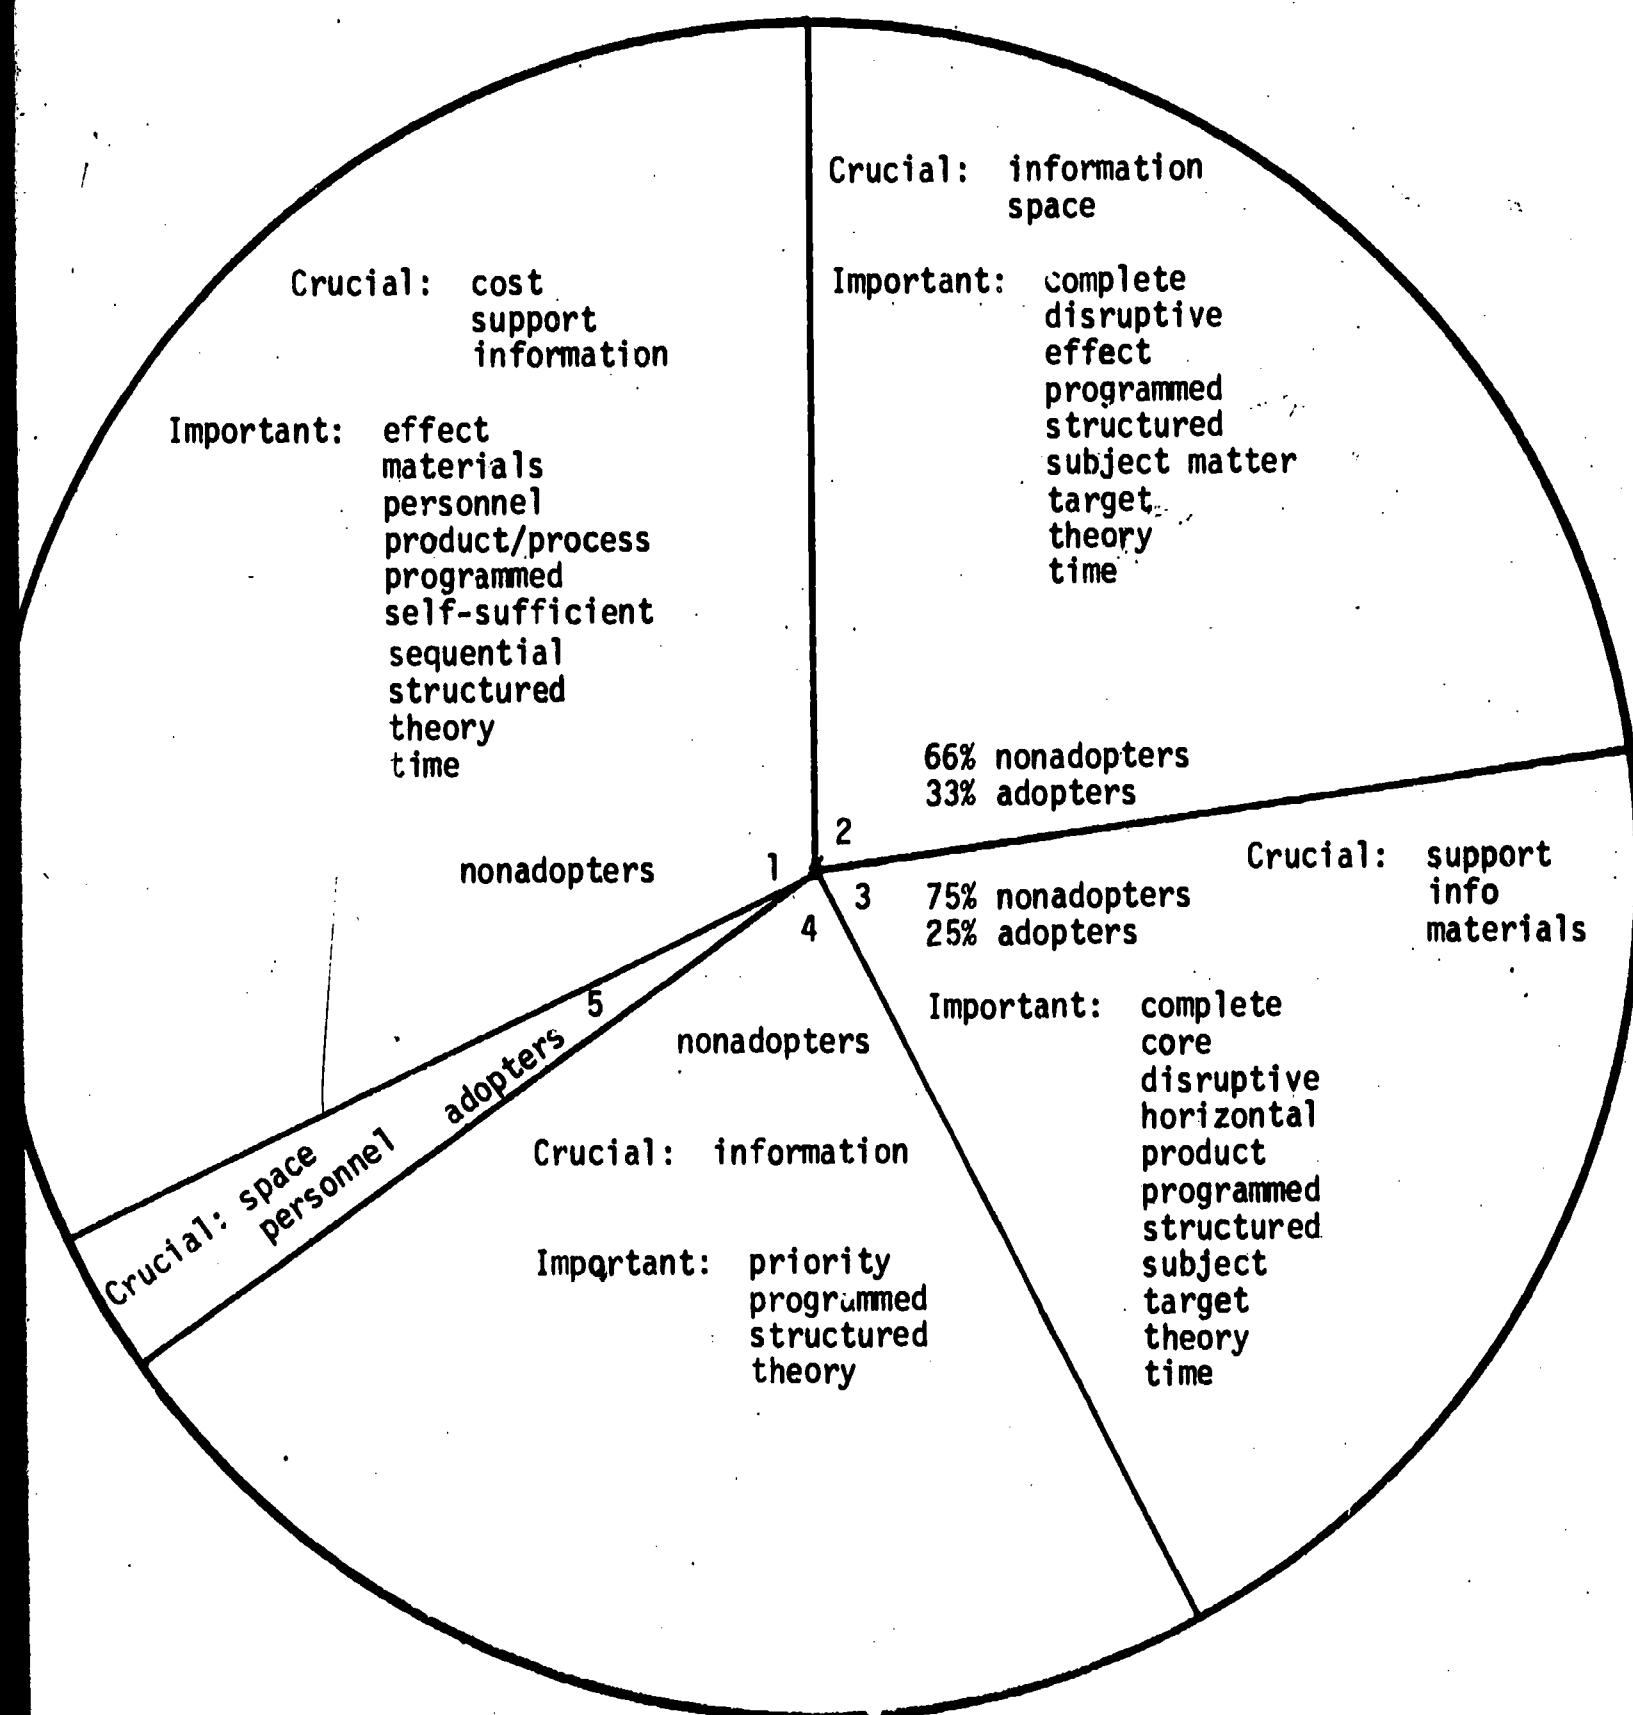 Crucial: cost
support
information
Important: effect
materials
personnel
product/process
programmed
self-sufficient
sequential
structured
theory
time
nonadopters
1
Crucial: information
space
Important: complete
disruptive
effect
programmed
structured
subject matter
target
theory
time
66% nonadopters
33% adopters
2
3
75% nonadopters
25% adopters
Crucial: support
info
materials
Important: complete
core
disruptive
horizontal
product
programmed
structured
subject
target
theory
time
4
nonadopters
Crucial: information
Important: priority
programmed
structured
theory
5
adopters
Crucial: space
personnel